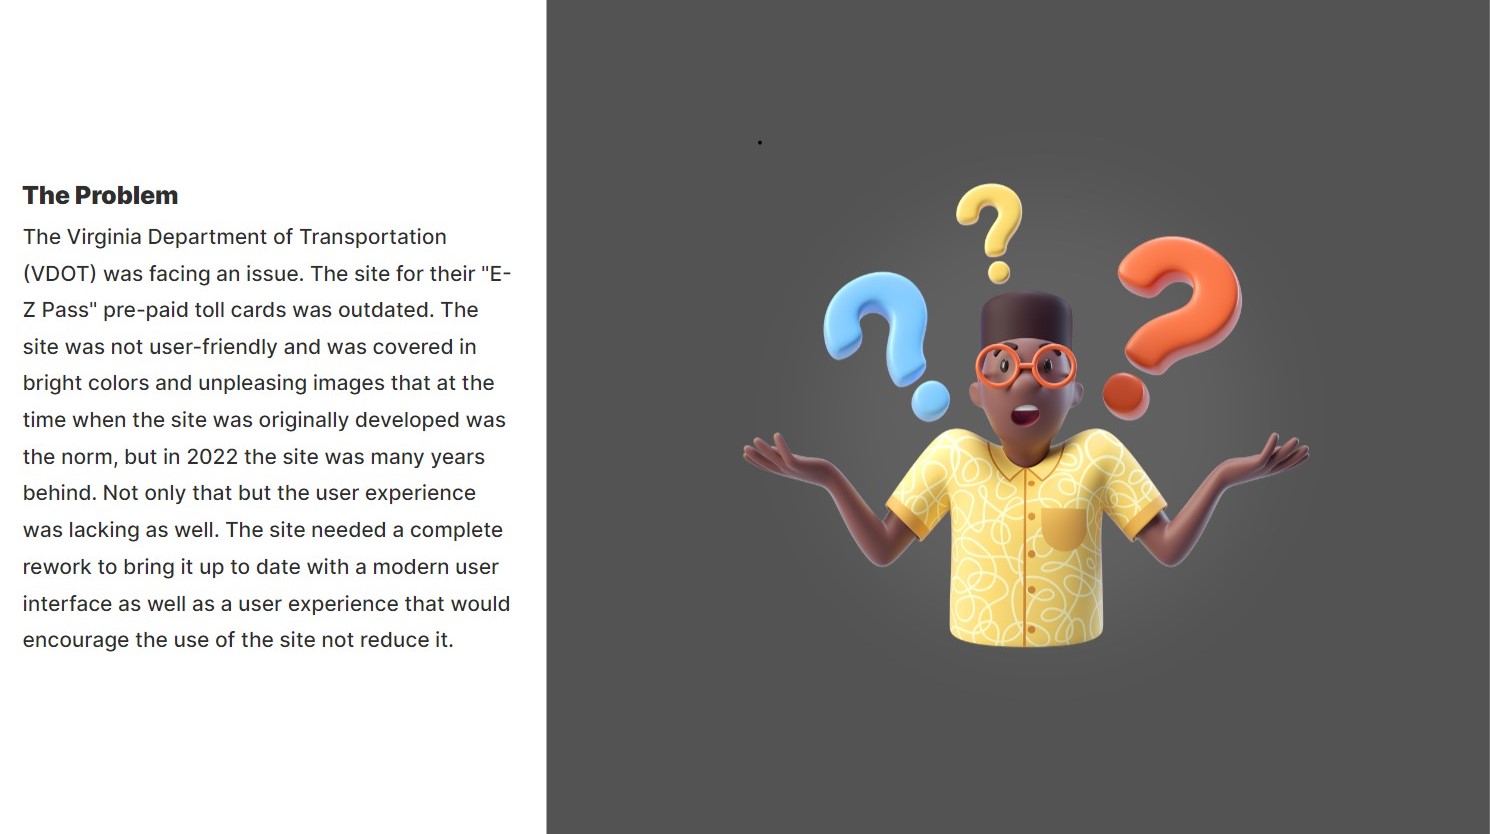 The Problem
The Virginia Department of Transportation
(VDOT) was facing an issue. The site for their "E-
Z Pass" pre-paid toll cards was outdated. The
site was not user-friendly and was covered in
bright colors and unpleasing images that at the
time when the site was originally developed was
the norm, but in 2022 the site was many years
behind. Not only that but the user experience
was lacking as well. The site needed a complete
rework to bring it up to date with a modern user
interface as well as a user experience that would
encourage the use of the site not reduce it.
?
?
?